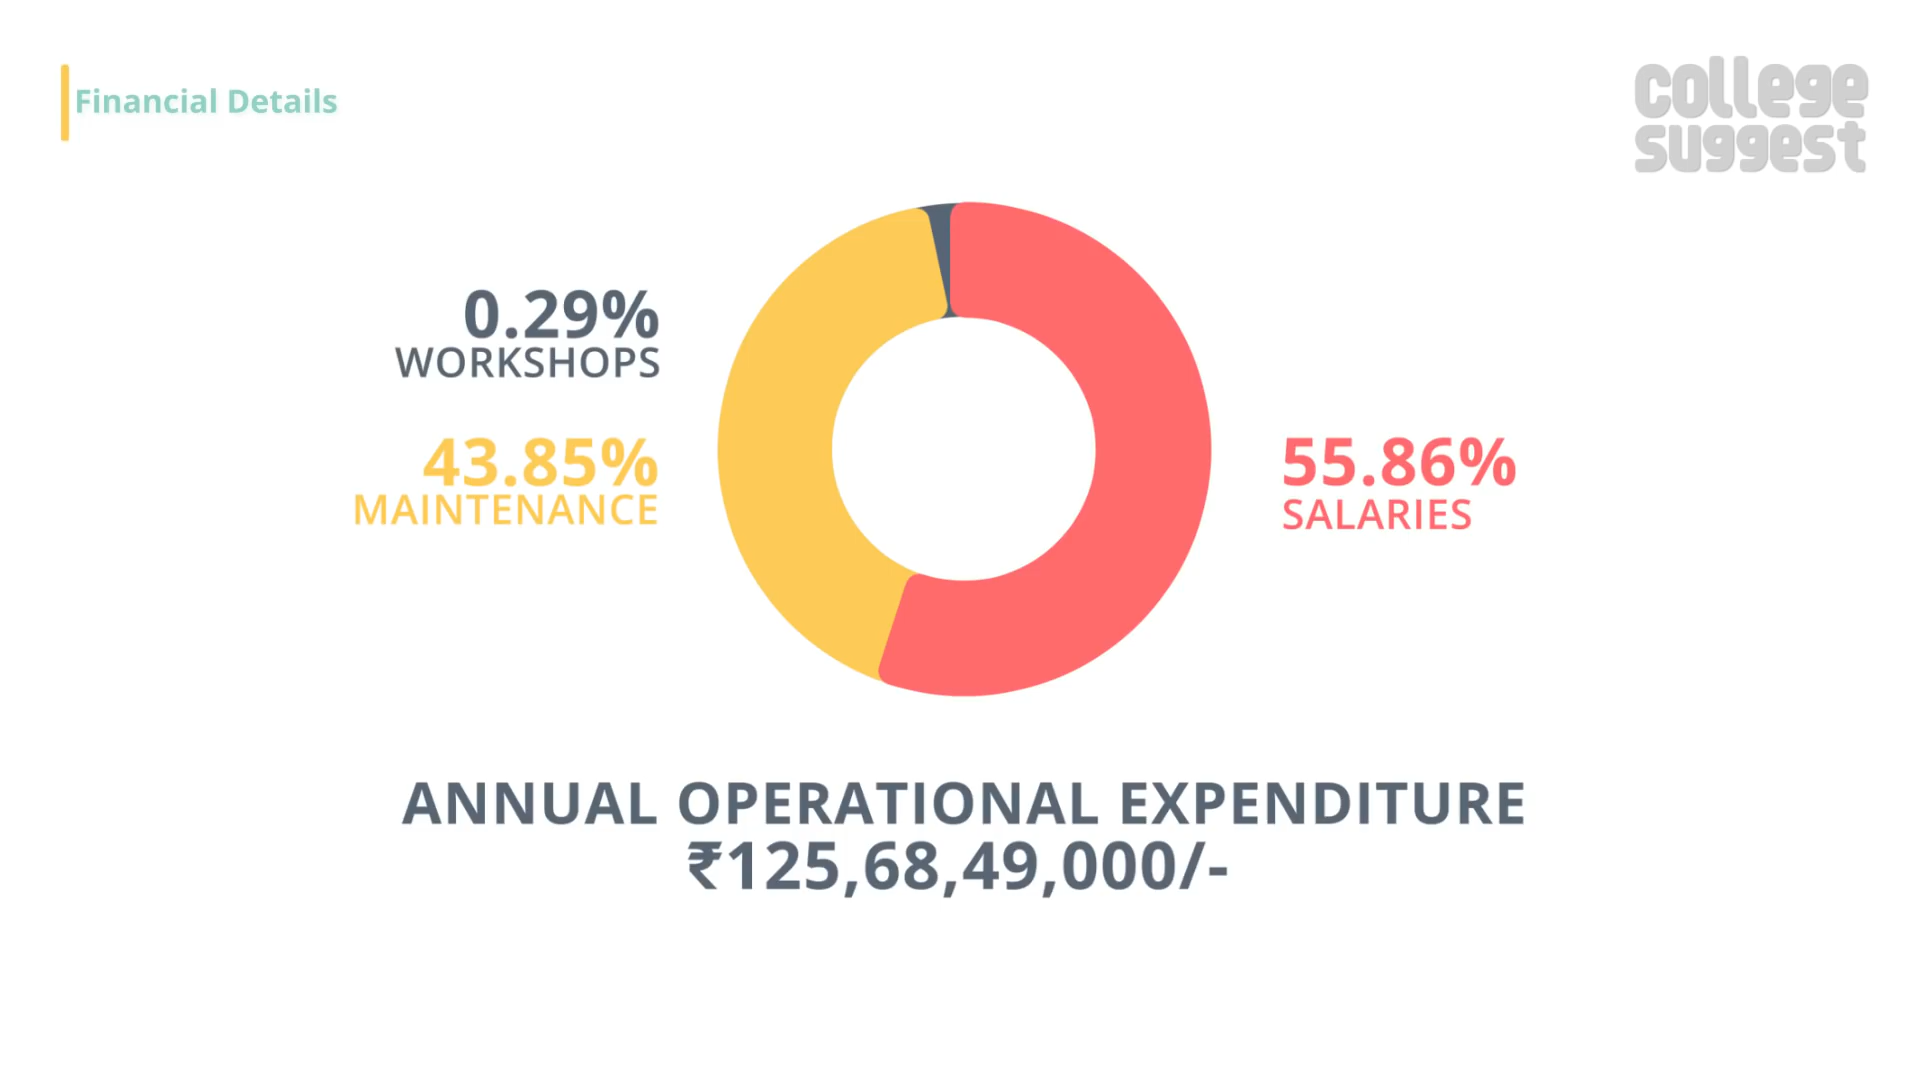 Financial Details
college
suggest
0.29%
WORKSHOPS
43.85%
MAINTENANCE
55.86%
SALARIES
ANNUAL OPERATIONAL EXPENDITURE
₹125,68,49,000/-